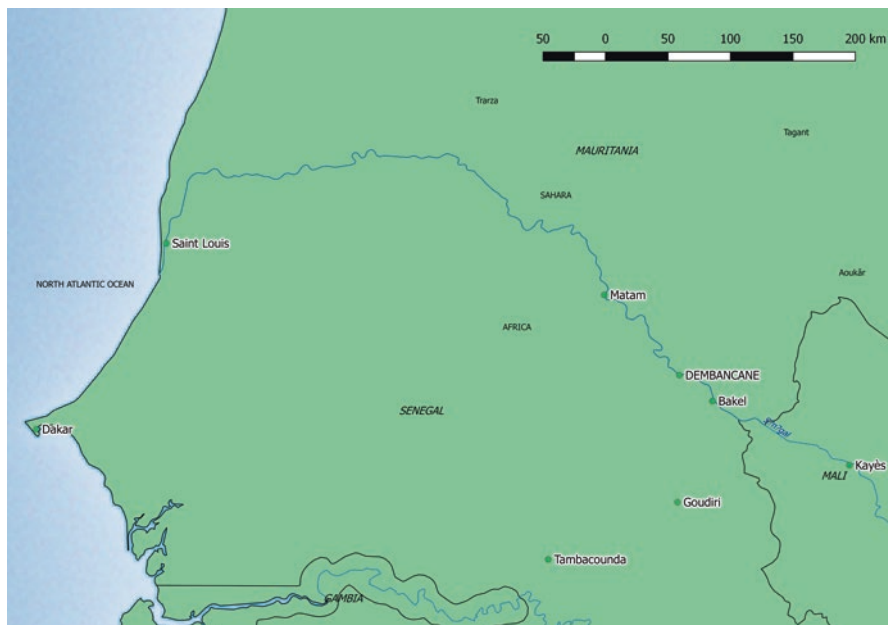 50 0 50 100 150 200 km
Trarza
Tagant
MAURITANIA
SAHARA
Saint Louis
Aoukâr
NORTH ATLANTIC OCEAN
Matam
AFRICA
DEMBANCANE
Bakel
SENEGAL
Dakar
Kayès
MALI
Goudiri
Tambacounda
GAMBIA